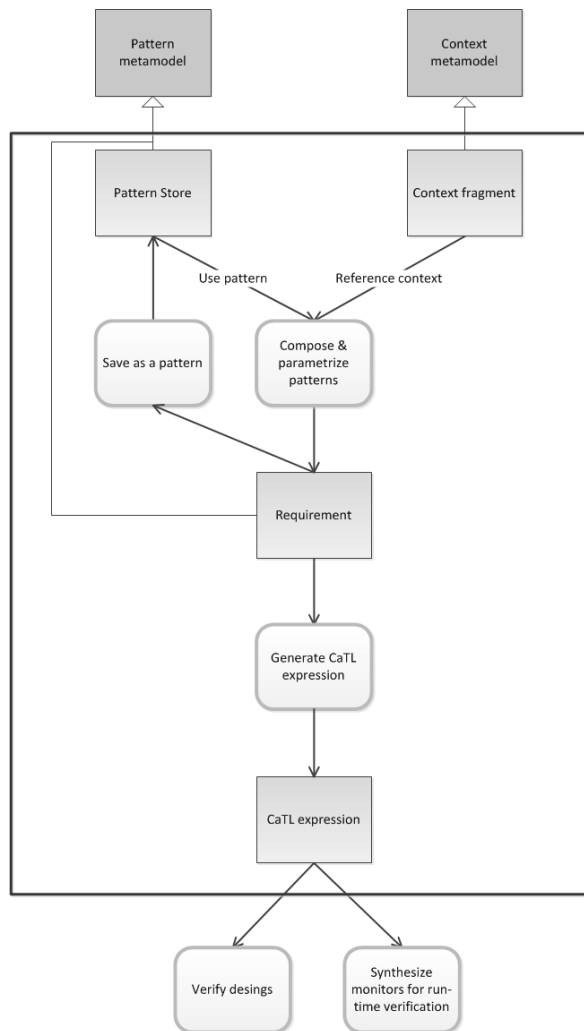 Pattern
metamodel
Context
metamodel
Pattern Store
Context fragment
Use pattern
Reference context
Save as a pattern
Compose &
parametrize
patterns
Requirement
Generate CaTL
expression
CaTL expression
Verify desings
Synthesize
monitors for run-
time verification